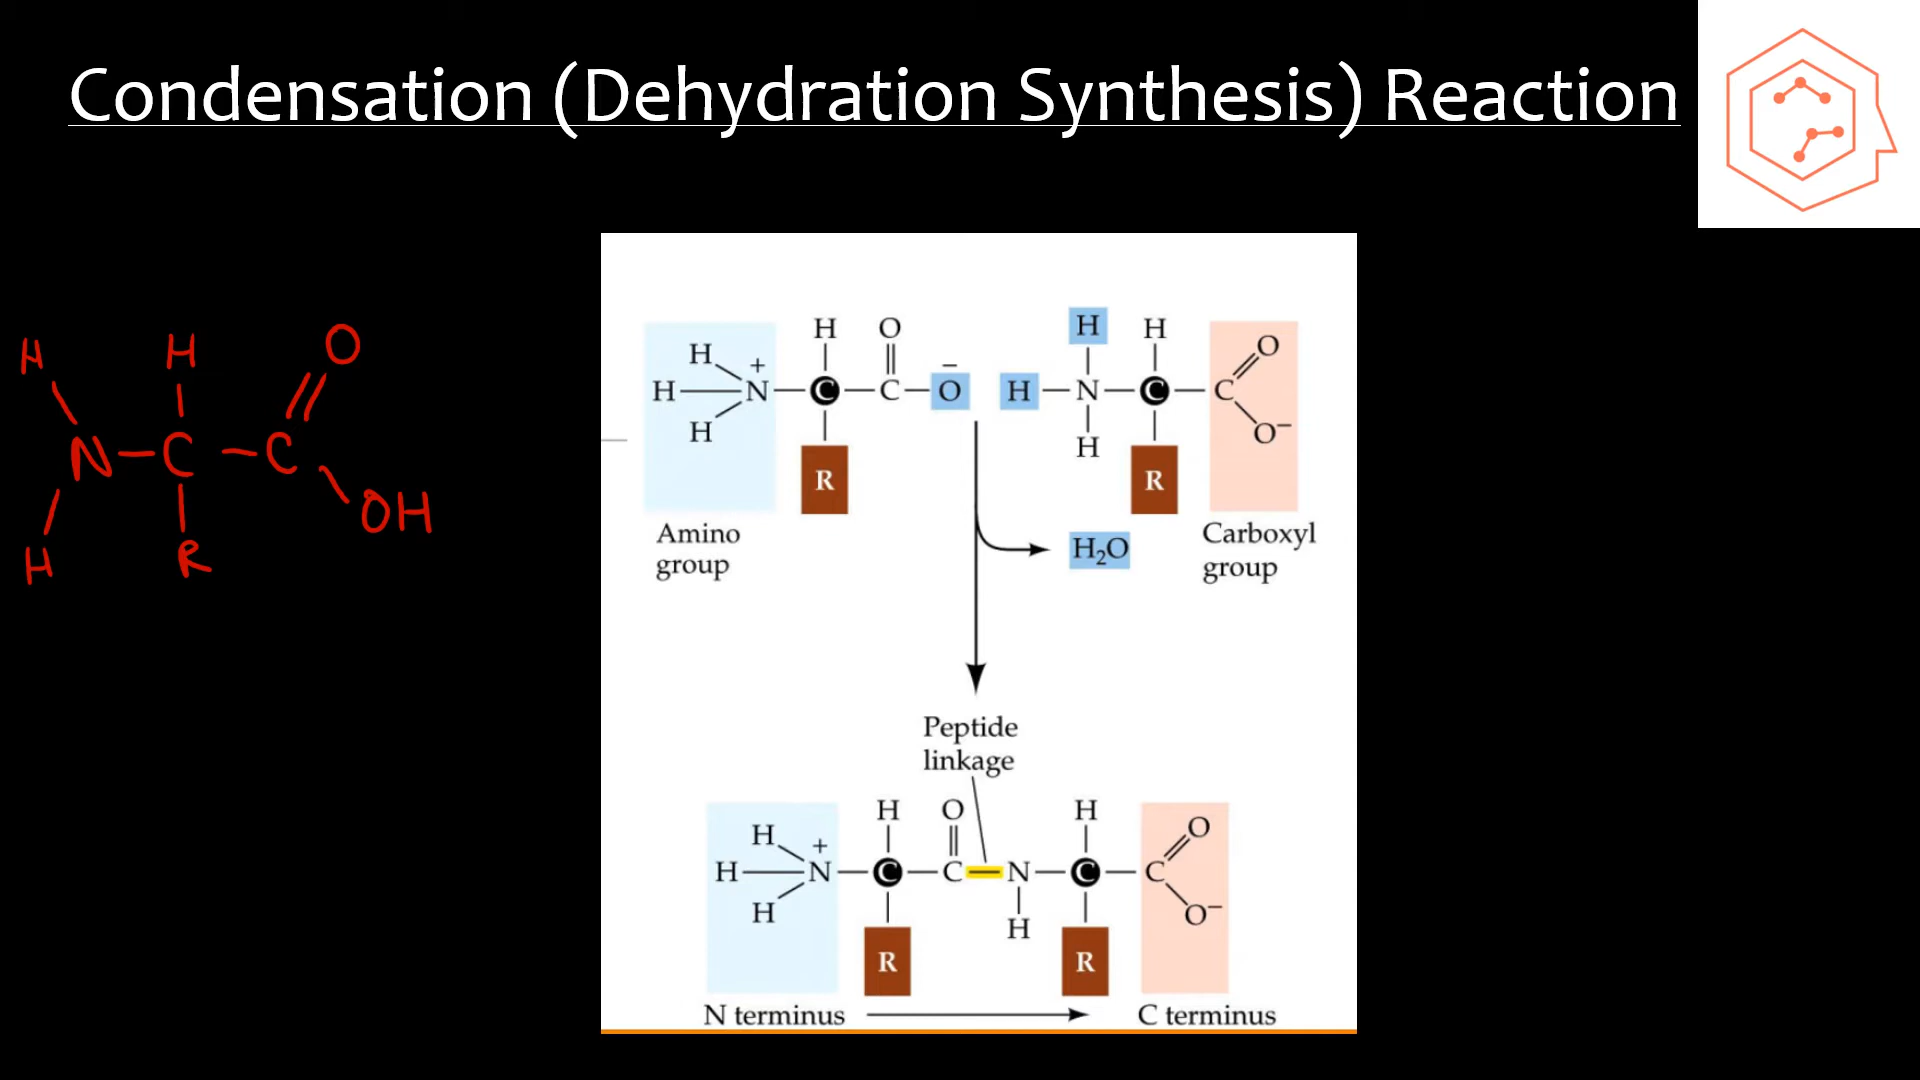 Condensation (Dehydration Synthesis) Reaction
H H O
N C C
H R OH
H O H H
H + − O
H N C C O H N C C
H H O−
R R
Amino group
H2O
Carboxyl group
Peptide linkage
H O H
H + O
H N C C N C C
H H O−
R R
N terminus C terminus